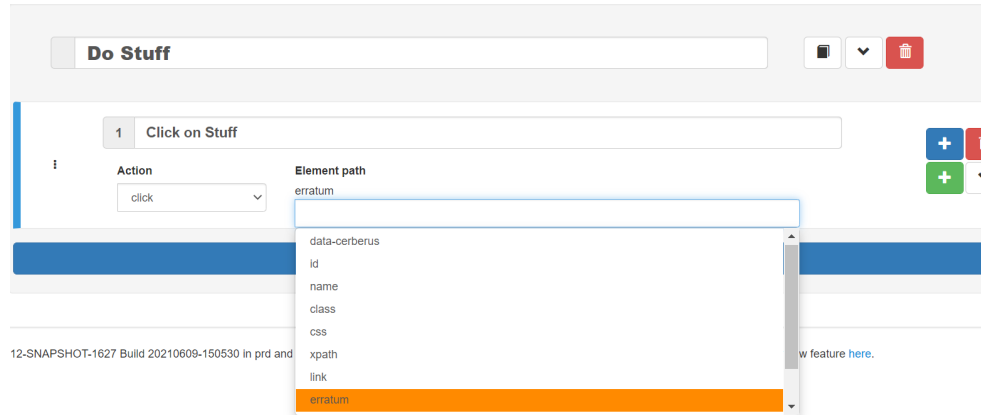 Do Stuff
1 Click on Stuff
Action
Element path
click
erratum
data-cerberus
id
name
class
css
xpath
link
erratum
12-SNAPSHOT-1627 Build 20210609-150530 in prd and
w feature here.